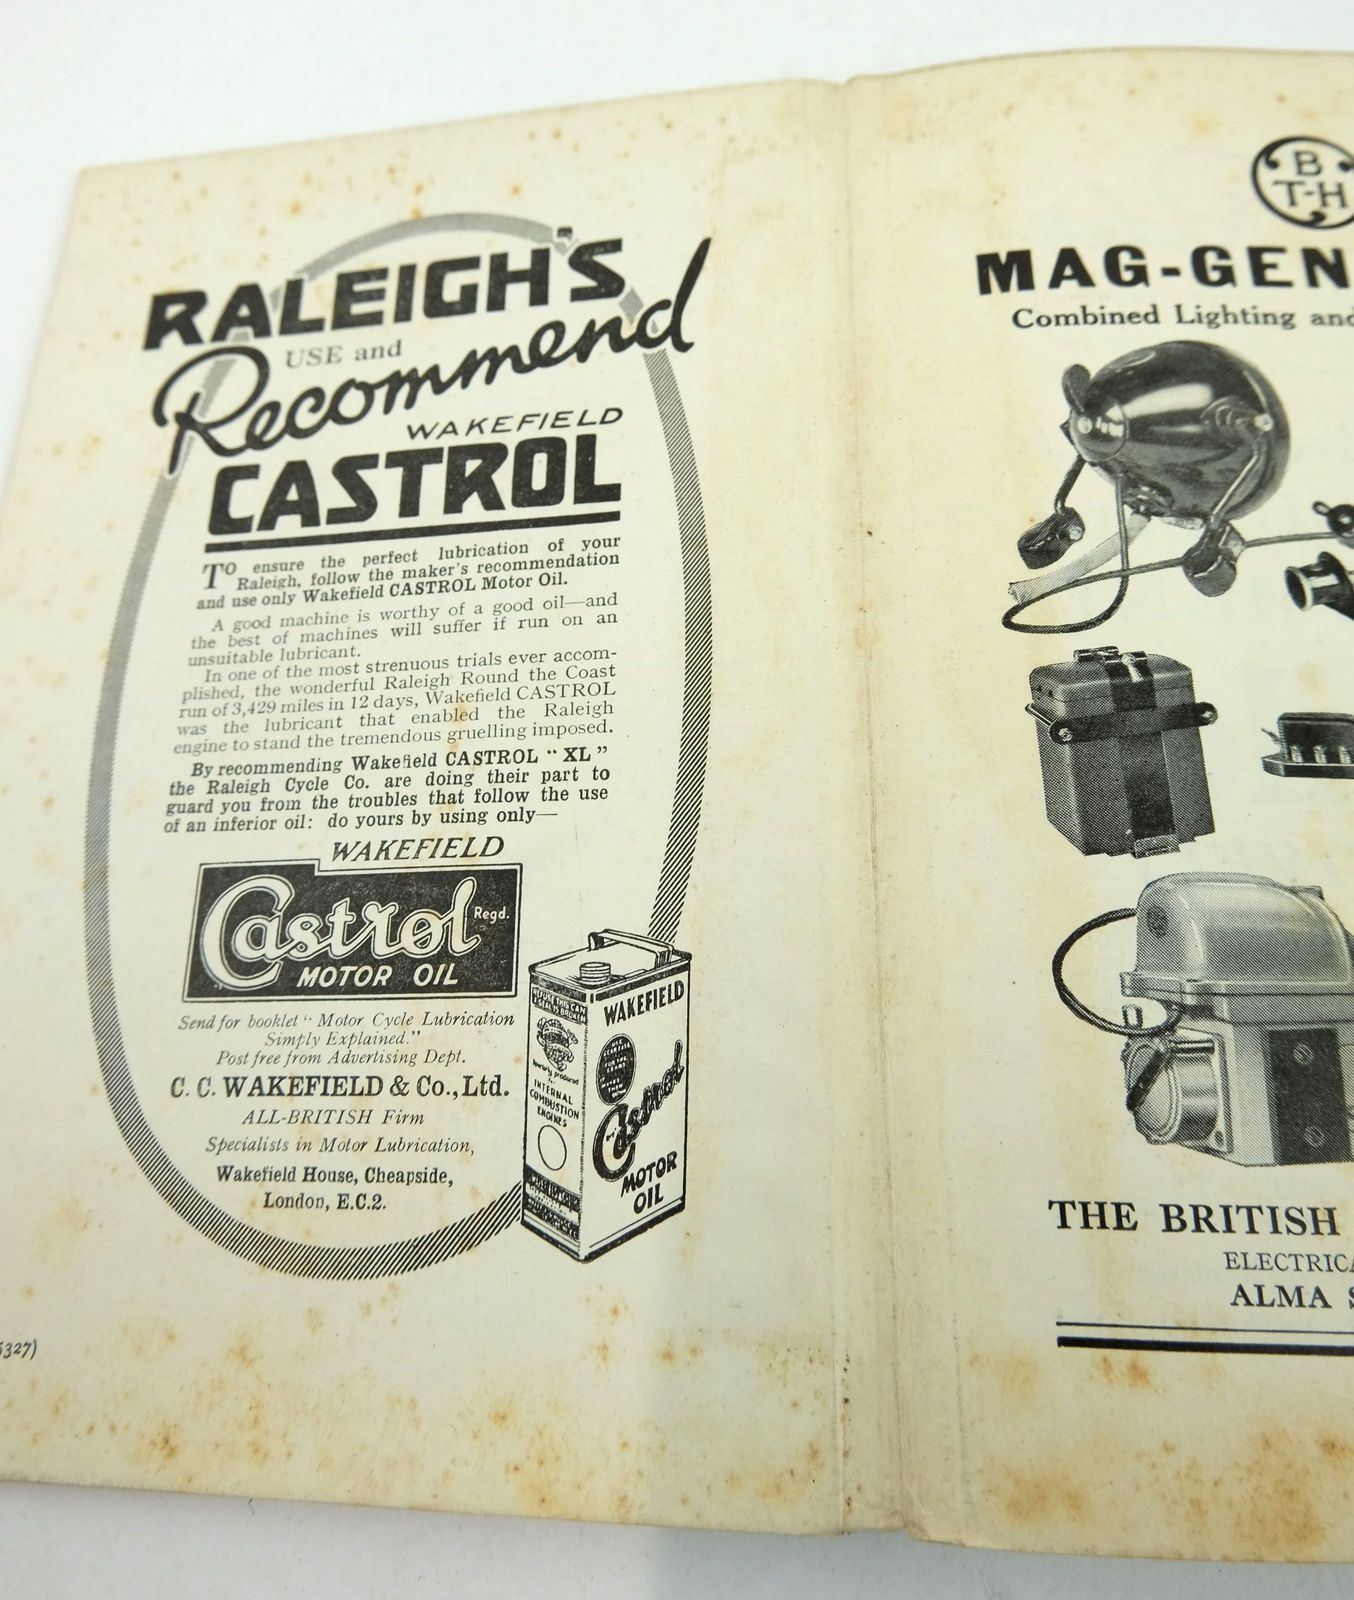 RALEIGH'S
USE and
Recommend
WAKEFIELD
CASTROL
TO ensure the perfect lubrication of your
Raleigh, follow the maker's recommendation
and use only Wakefield CASTROL Motor Oil.
A good machine is worthy of a good oil—and
the best of machines will suffer if run on an
unsuitable lubricant.
In one of the most strenuous trials ever accom-
plished, the wonderful Raleigh Round the Coast
run of 3,429 miles in 12 days, Wakefield CASTROL
was the lubricant that enabled the Raleigh
engine to stand the tremendous gruelling imposed.
By recommending Wakefield CASTROL "XL"
the Raleigh Cycle Co. are doing their part to
guard you from the troubles that follow the use
of an inferior oil: do yours by using only—
WAKEFIELD
Castrol Regd.
MOTOR OIL
Send for booklet "Motor Cycle Lubrication
Simply Explained."
Post free from Advertising Dept.
C. C. WAKEFIELD & Co., Ltd.
ALL-BRITISH Firm
Specialists in Motor Lubrication,
Wakefield House, Cheapside,
London, E.C.2.
WAKEFIELD
Castrol
MOTOR
OIL
INTERNAL
COMBUSTION
ENGINES
5327)
B
T-H
MAG-GEN
Combined Lighting and
THE BRITISH
ELECTRICA
ALMA S